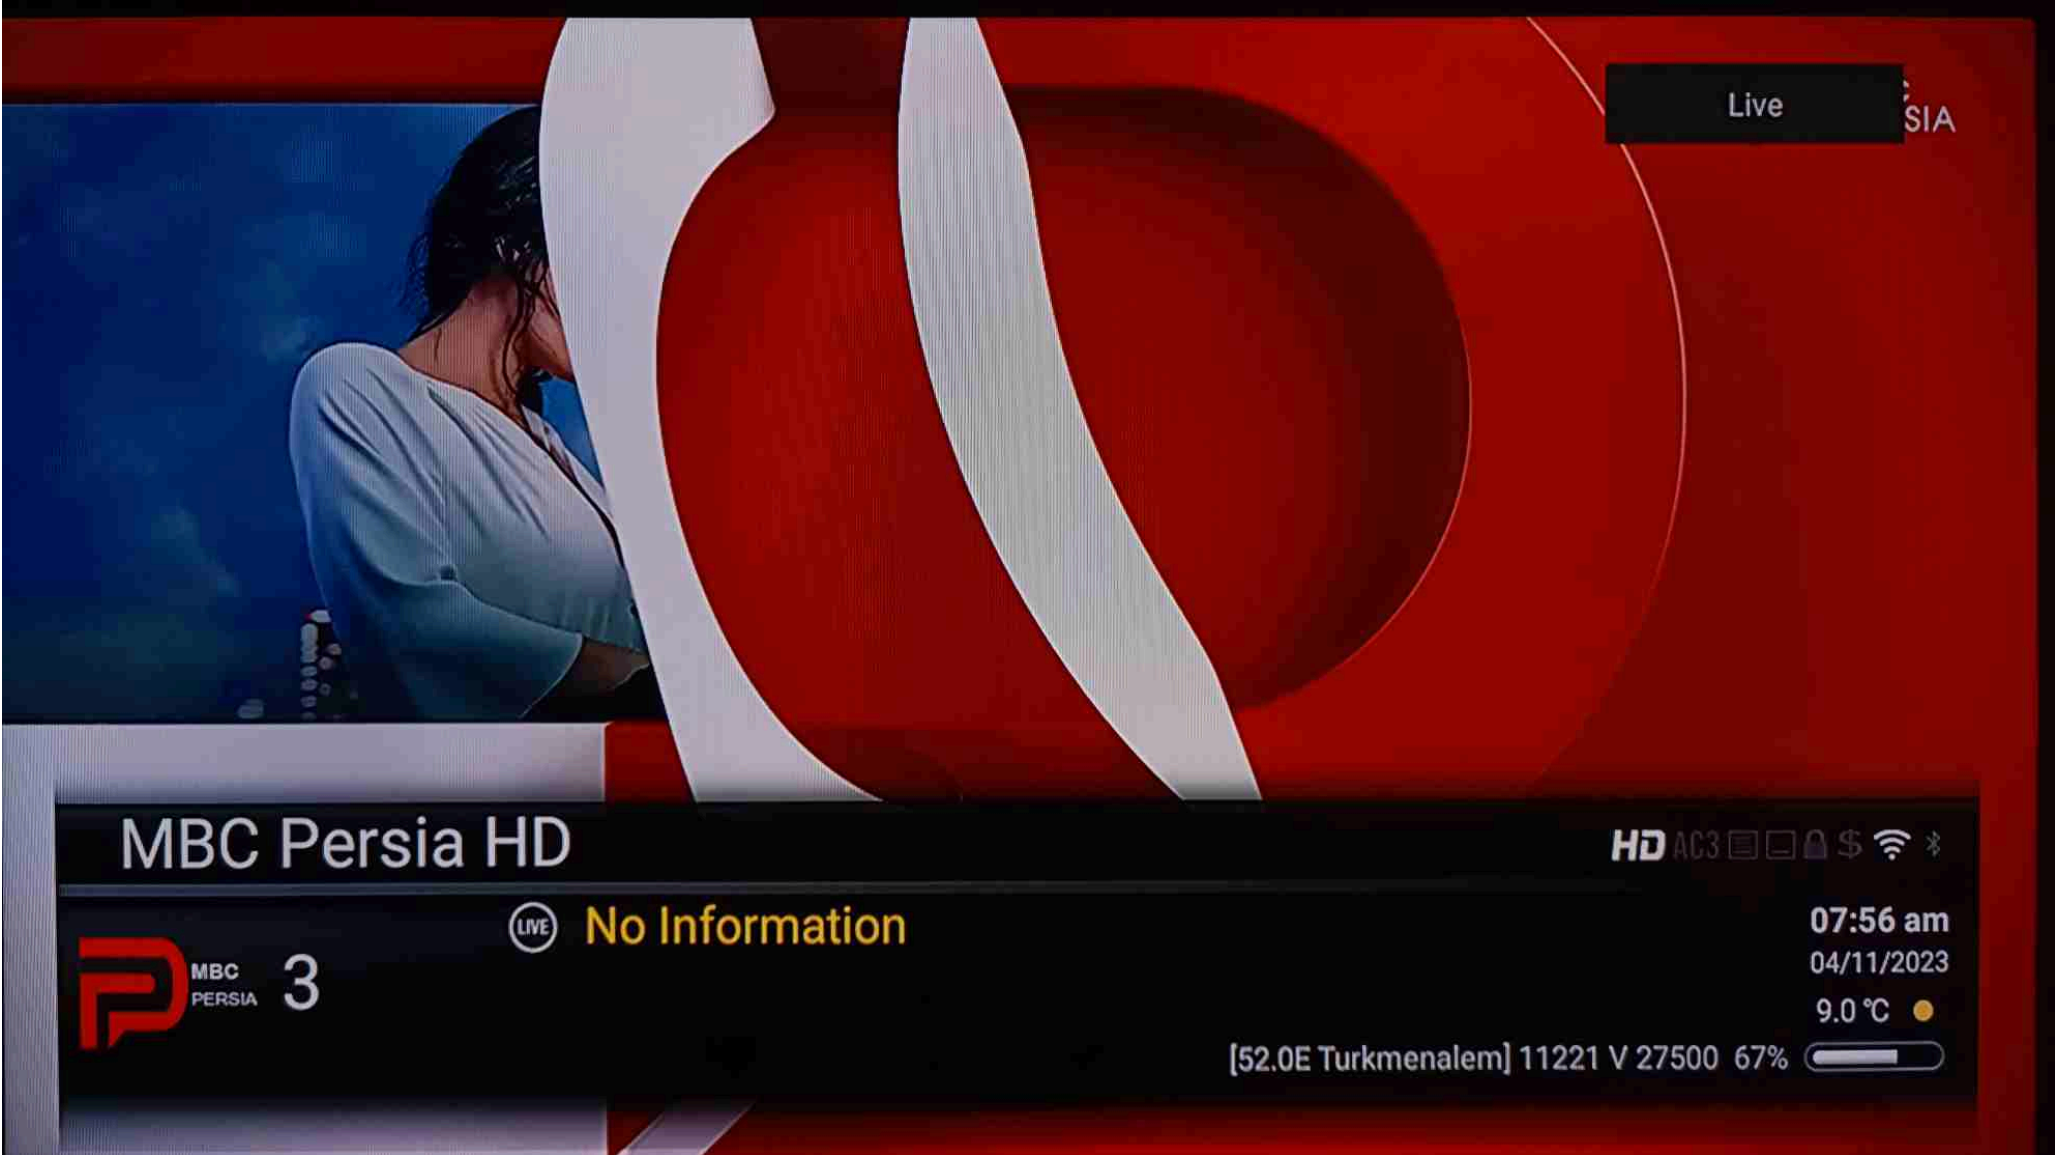 Live
SIA
MBC Persia HD
HD AC3 $
LIVE No Information
07:56 am
MBC
PERSIA
3
04/11/2023
9.0 °C
[52.0E Turkmenalem] 11221 V 27500 67%